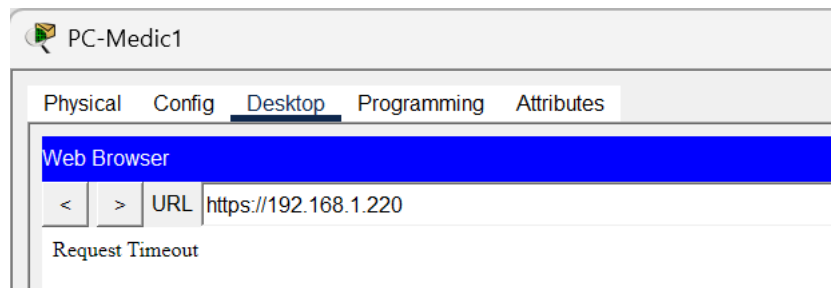 PC-Medic1
Physical Config Desktop Programming Attributes
Web Browser
< > URL https://192.168.1.220
Request Timeout